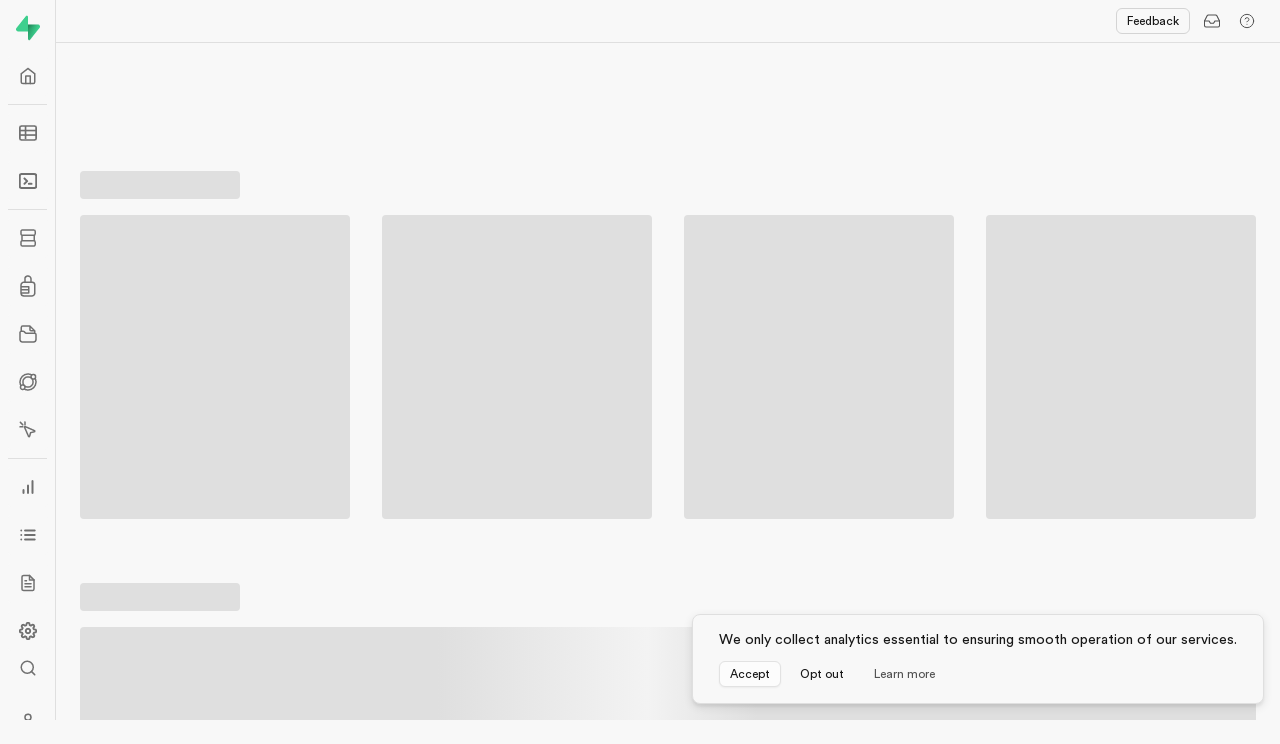 Feedback
We only collect analytics essential to ensuring smooth operation of our services.
Accept Opt out Learn more